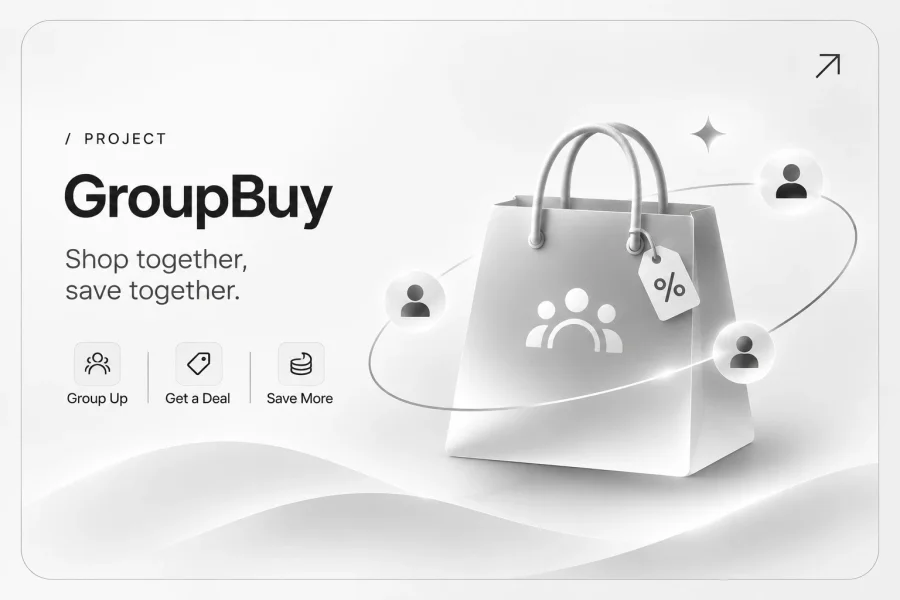 / PROJECT
GroupBuy
Shop together,
save together.
Group Up
Get a Deal
Save More
%